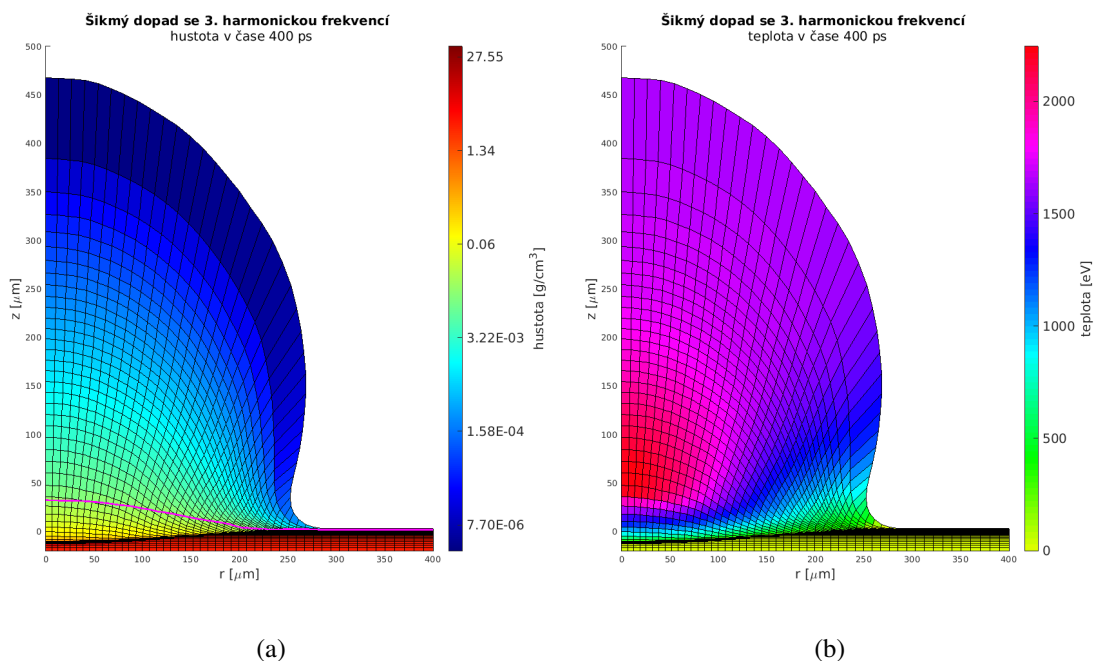 Šikmý dopad se 3. harmonickou frekvencí
hustota v čase 400 ps
500
450
400
350
300
250
200
150
100
50
0
z [μm]
0 50 100 150 200 250 300 350 400
r [μm]
27.55
1.34
0.06
3.22E-03
1.58E-04
7.70E-06
hustota [g/cm³]
(a)
Šikmý dopad se 3. harmonickou frekvencí
teplota v čase 400 ps
500
450
400
350
300
250
200
150
100
50
0
z [μm]
0 50 100 150 200 250 300 350 400
r [μm]
2000
1500
1000
500
0
teplota [eV]
(b)